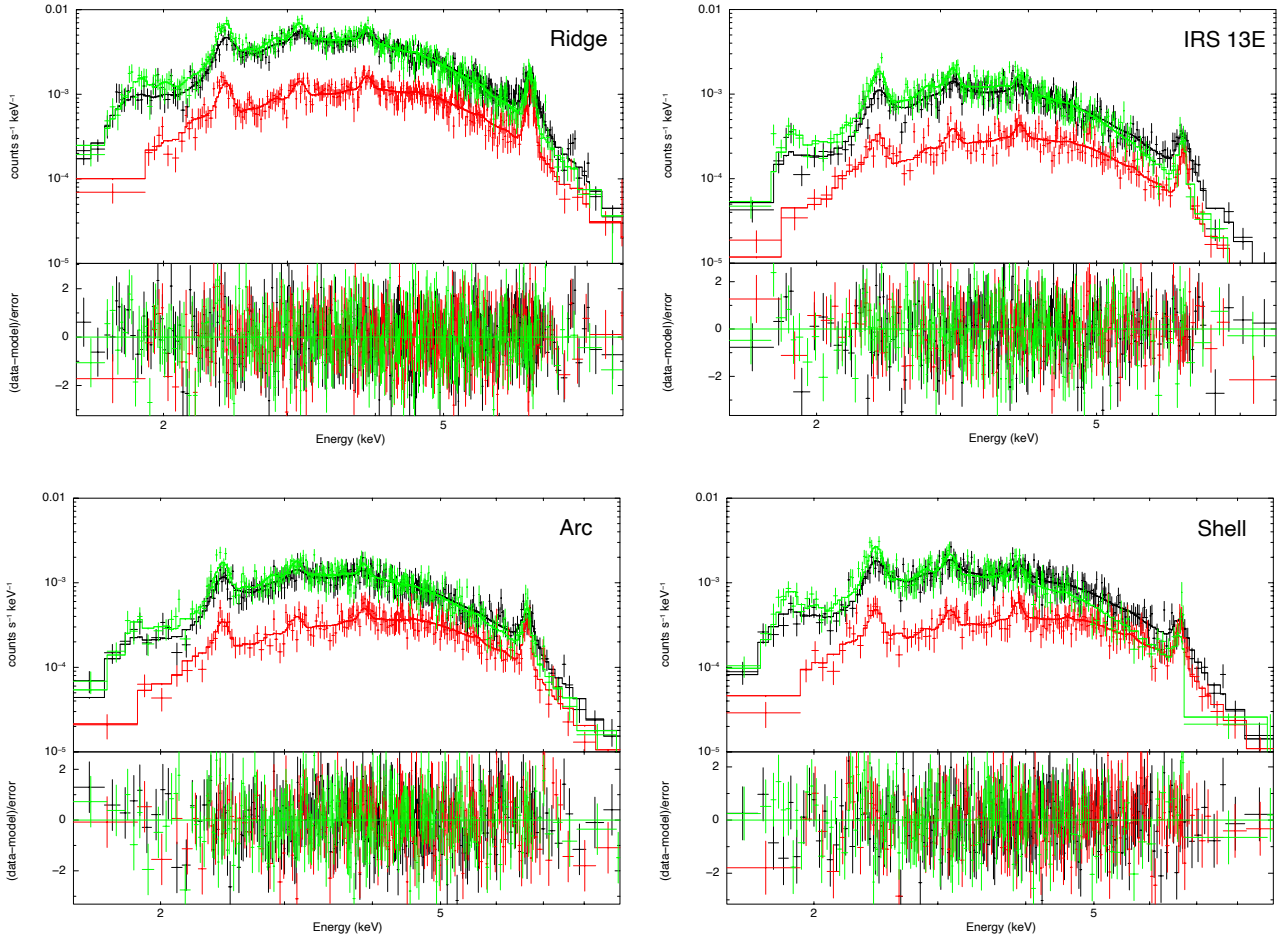 0.01
Ridge
10⁻³
counts s⁻¹ keV⁻¹
10⁻⁴
10⁻⁵
2
0
−2
(data−model)/error
2
5
Energy (keV)
0.01
IRS 13E
10⁻³
counts s⁻¹ keV⁻¹
10⁻⁴
10⁻⁵
2
0
−2
(data−model)/error
2
5
Energy (keV)
0.01
Arc
10⁻³
counts s⁻¹ keV⁻¹
10⁻⁴
10⁻⁵
2
0
−2
(data−model)/error
2
5
Energy (keV)
0.01
Shell
10⁻³
counts s⁻¹ keV⁻¹
10⁻⁴
10⁻⁵
2
0
−2
(data−model)/error
2
5
Energy (keV)